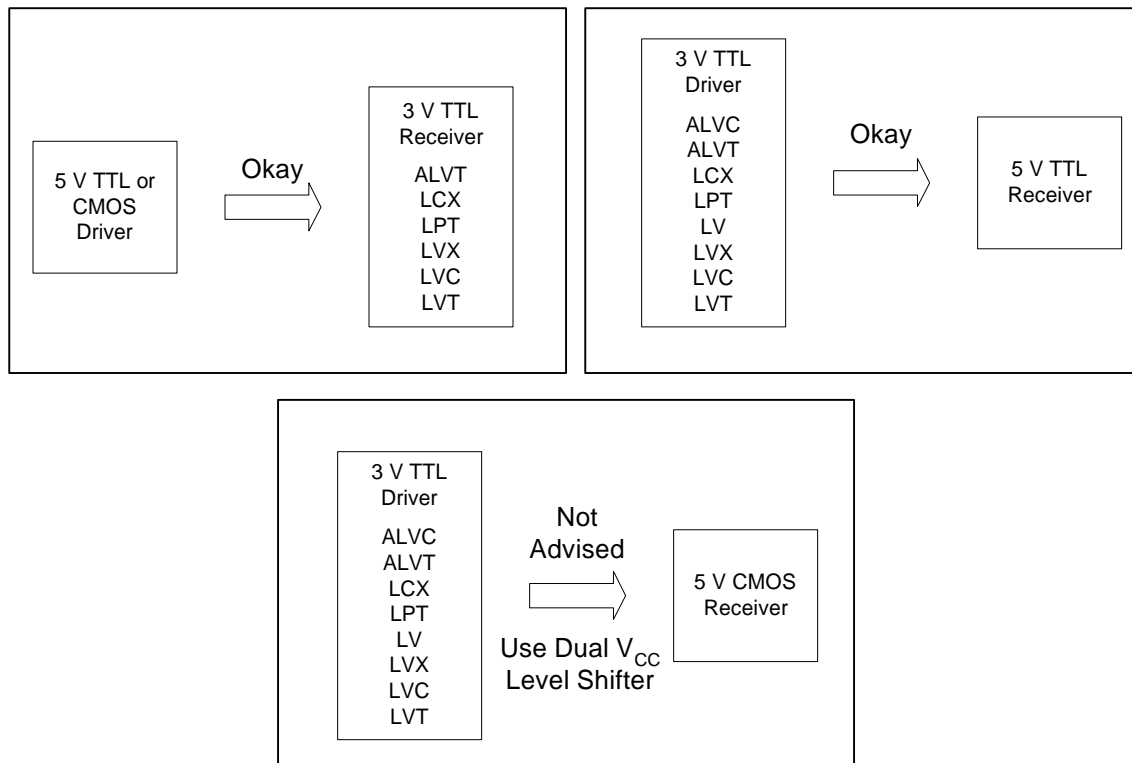 5 V TTL or
CMOS
Driver
Okay
3 V TTL
Receiver
ALVT
LCX
LPT
LVX
LVC
LVT
3 V TTL
Driver
ALVC
ALVT
LCX
LPT
LV
LVX
LVC
LVT
Okay
5 V TTL
Receiver
3 V TTL
Driver
ALVC
ALVT
LCX
LPT
LV
LVX
LVC
LVT
Not
Advised
Use Dual VCC
Level Shifter
5 V CMOS
Receiver